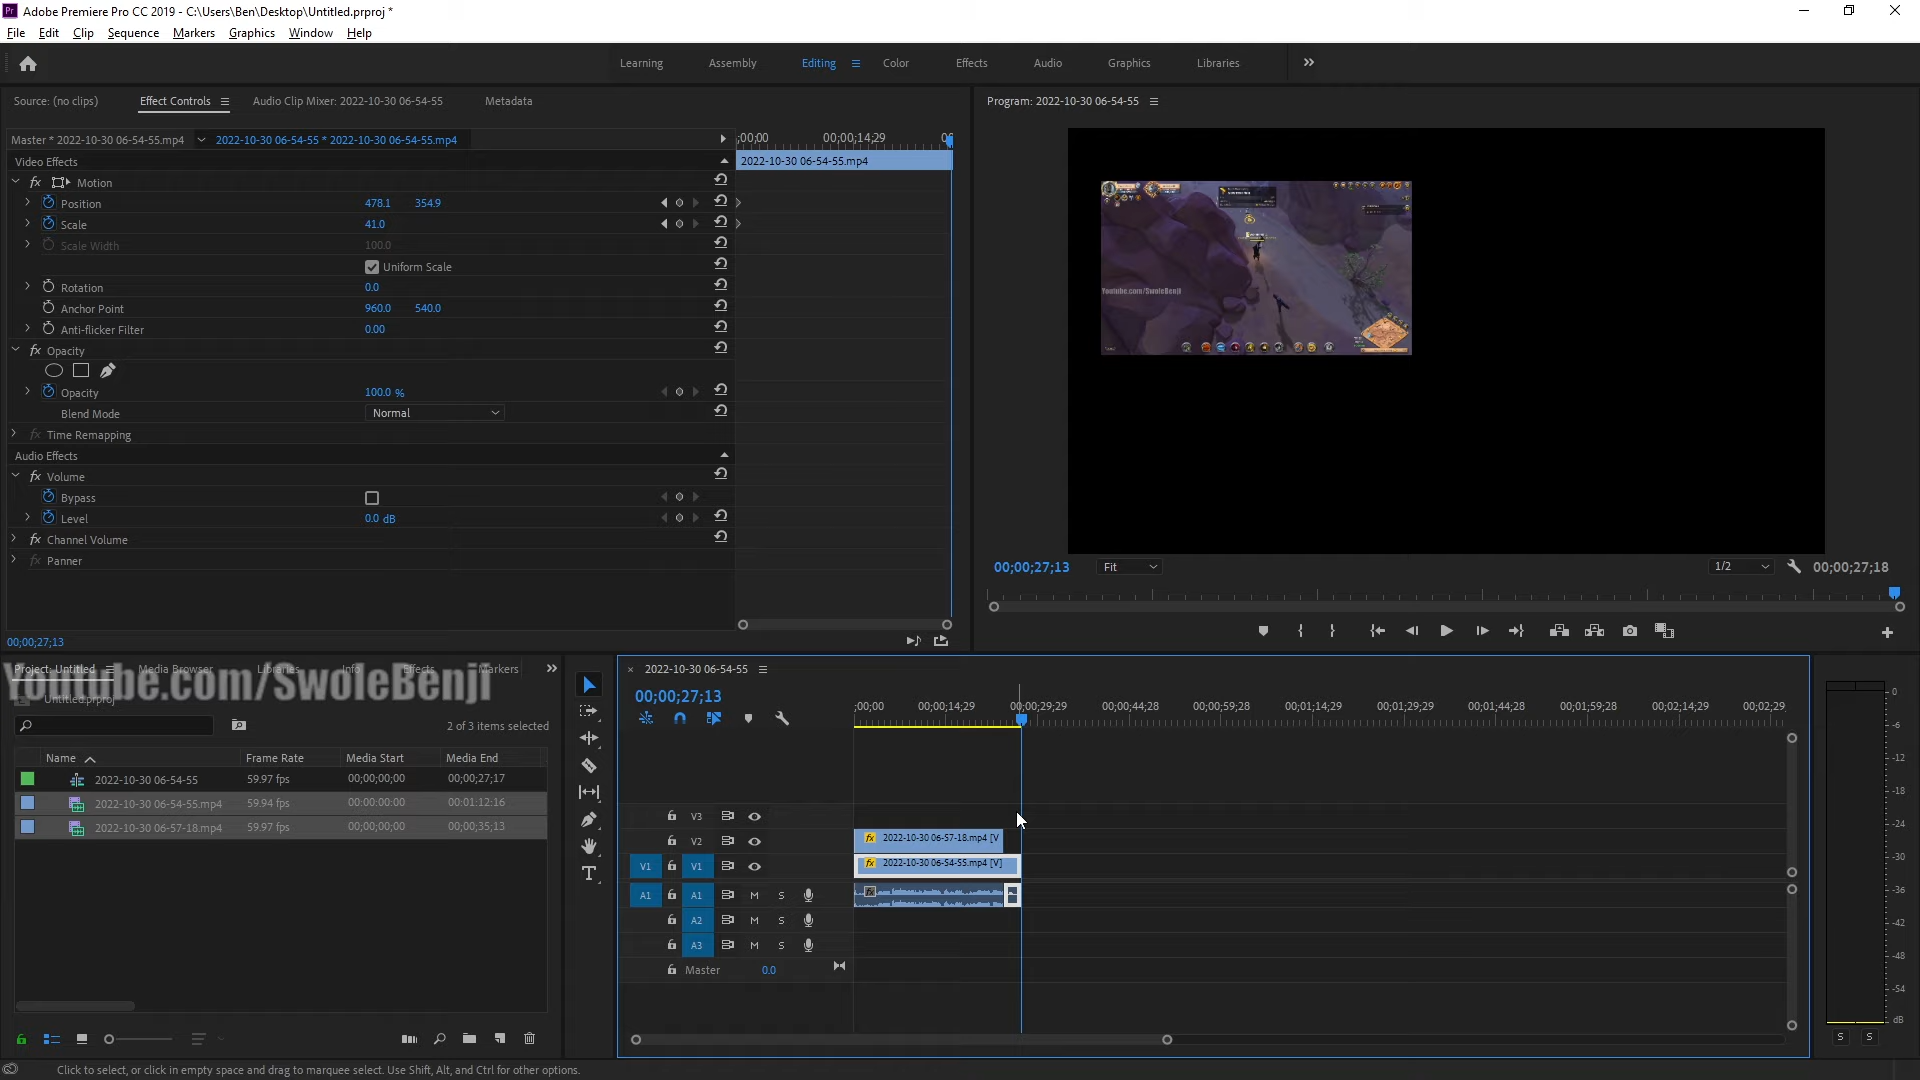 Adobe Premiere Pro CC 2019 - C:\Users\Ben\Desktop\Untitled.prproj *
File Edit Clip Sequence Markers Graphics Window Help
Learning Assembly Editing Color Effects Audio Graphics Libraries
Source: (no clips) Effect Controls Audio Clip Mixer: 2022-10-30 06-54-55 Metadata
Program: 2022-10-30 06-54-55
Master * 2022-10-30 06-54-55.mp4 2022-10-30 06-54-55 * 2022-10-30 06-54-55.mp4
;00;00 00;00;14;29
Video Effects
2022-10-30 06-54-55.mp4
fx Motion
Position 478.1 354.9
Scale 41.0
Scale Width 100.0
Uniform Scale
Rotation 0.0
Anchor Point 960.0 540.0
Anti-flicker Filter 0.00
fx Opacity
Opacity 100.0 %
Blend Mode Normal
fx Time Remapping
Audio Effects
fx Volume
Bypass
Level 0.0 dB
fx Channel Volume
fx Panner
00;00;27;13
Youtube.com/SwoleBenji
00;00;27;13 Fit 1/2 00;00;27;18
Project: Untitled Media Browser Libraries Info Effects Markers
Youtube.com/SwoleBenji
Untitled.prproj
2 of 3 items selected
Name Frame Rate Media Start Media End
2022-10-30 06-54-55 59.97 fps 00;00;00;00 00;00;27;17
2022-10-30 06-54-55.mp4 59.94 fps 00:00:00:00 00:01:12:16
2022-10-30 06-57-18.mp4 59.97 fps 00;00;00;00 00;00;35;13
2022-10-30 06-54-55
00;00;27;13
;00;00 00;00;14;29 00;00;29;29 00;00;44;28 00;00;59;28 00;01;14;29 00;01;29;29 00;01;44;28 00;01;59;28 00;02;14;29 00;02;29
V3
V2
fx 2022-10-30 06-57-18.mp4 [V
V1 V1
fx 2022-10-30 06-54-55.mp4 [V]
A1 A1 M S
fx
A2 M S
A3 M S
Master 0.0
0
-6
-12
-18
-24
-30
-36
-42
-48
-54
dB
S S
Click to select, or click in empty space and drag to marquee select. Use Shift, Alt, and Ctrl for other options.